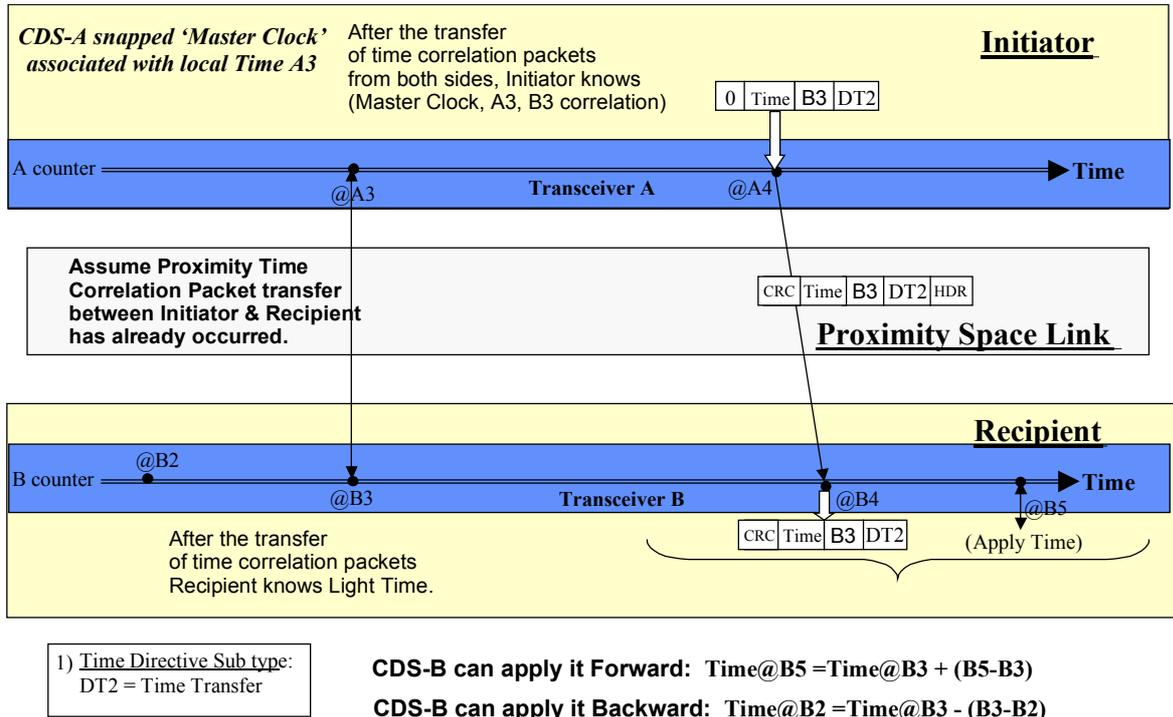 CDS-A snapped ‘Master Clock’
associated with local Time A3
After the transfer
of time correlation packets
from both sides, Initiator knows
(Master Clock, A3, B3 correlation)
Initiator
0 Time B3 DT2
A counter
Time
@A3
Transceiver A
@A4
Assume Proximity Time
Correlation Packet transfer
between Initiator & Recipient
has already occurred.
CRC Time B3 DT2 HDR
Proximity Space Link
Recipient
@B2
B counter
Time
@B3
Transceiver B
@B4
@B5
CRC Time B3 DT2
(Apply Time)
After the transfer
of time correlation packets
Recipient knows Light Time.
1) Time Directive Sub type:
DT2 = Time Transfer
CDS-B can apply it Forward: Time@B5 =Time@B3 + (B5-B3)
CDS-B can apply it Backward: Time@B2 =Time@B3 - (B3-B2)